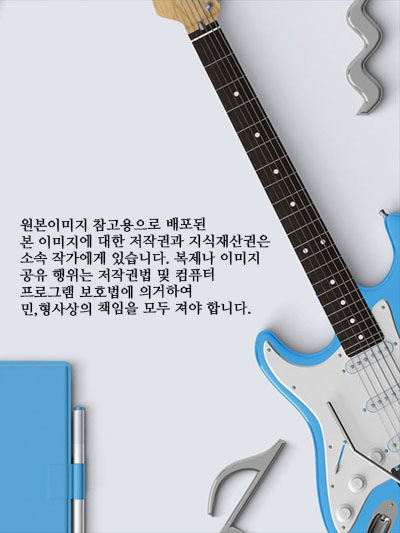 원본이미지 참고용으로 배포된
본 이미지에 대한 저작권과 지식재산권은
소속 작가에게 있습니다. 복제나 이미지
공유 행위는 저작권법 및 컴퓨터
프로그램 보호법에 의거하여
민,형사상의 책임을 모두 져야 합니다.